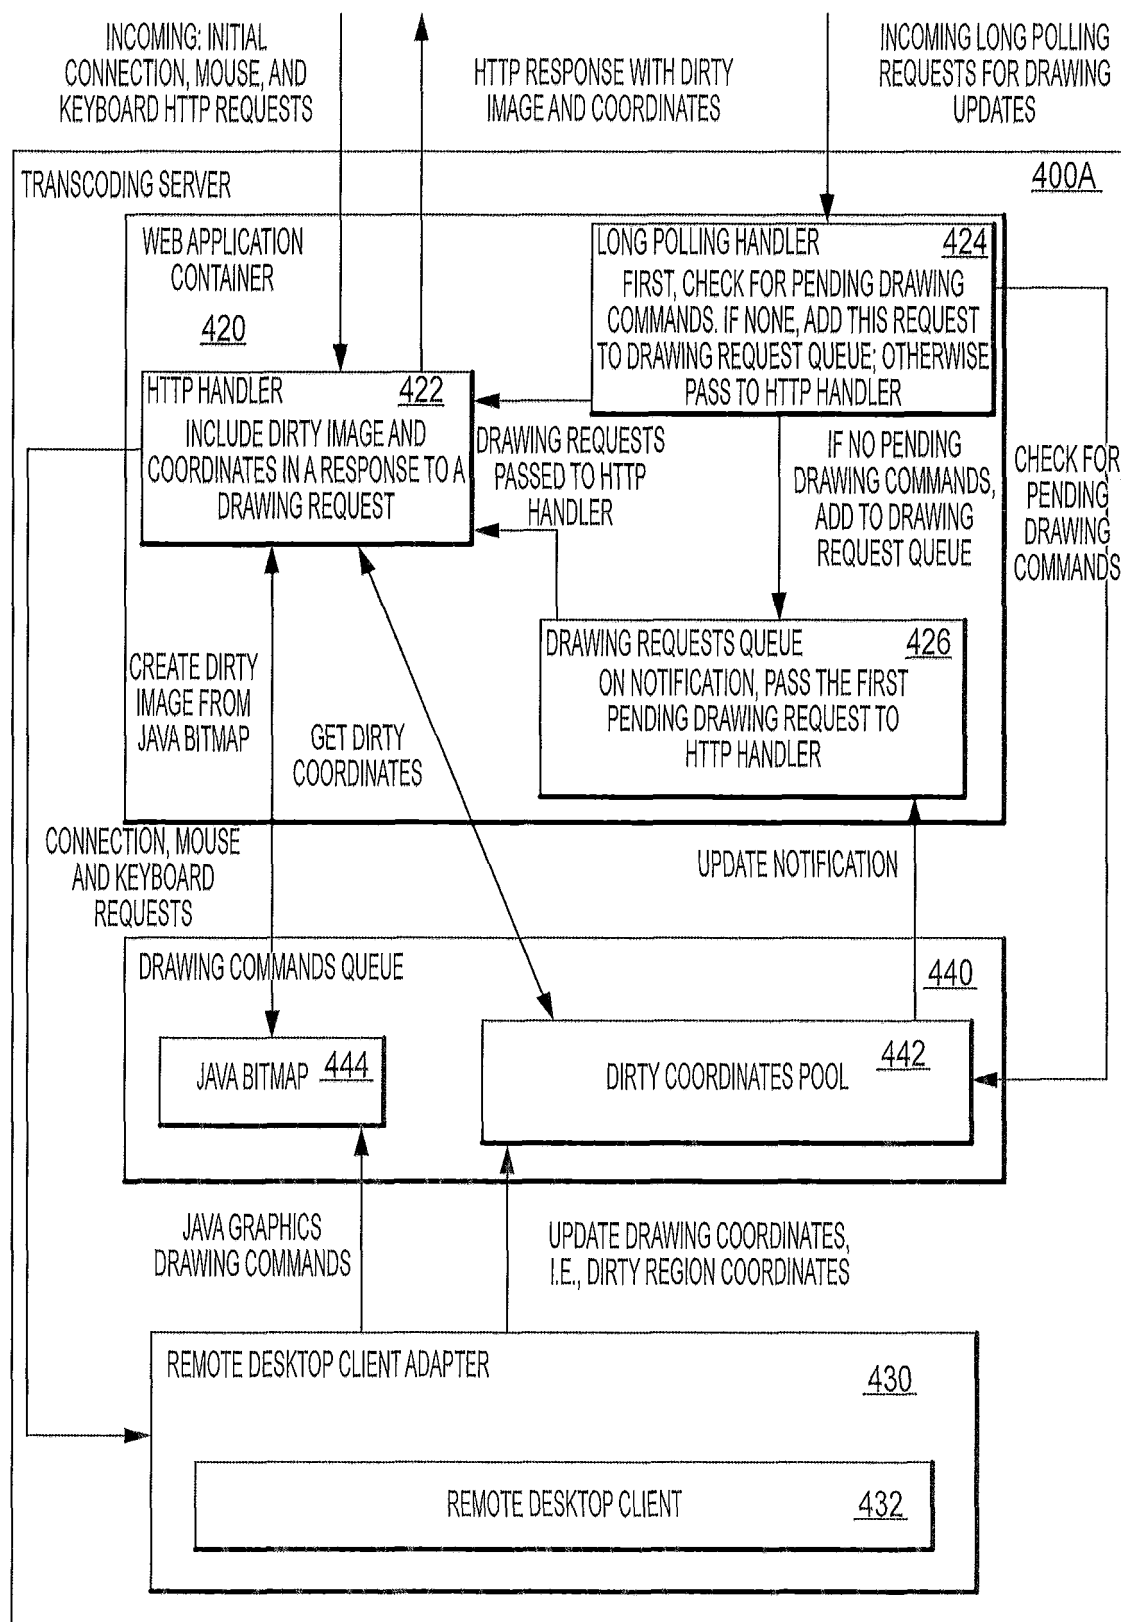 INCOMING: INITIAL
CONNECTION, MOUSE, AND
KEYBOARD HTTP REQUESTS
HTTP RESPONSE WITH DIRTY
IMAGE AND COORDINATES
INCOMING LONG POLLING
REQUESTS FOR DRAWING
UPDATES
TRANSCODING SERVER
400A
WEB APPLICATION
CONTAINER
420
LONG POLLING HANDLER
424
FIRST, CHECK FOR PENDING DRAWING
COMMANDS. IF NONE, ADD THIS REQUEST
TO DRAWING REQUEST QUEUE; OTHERWISE
PASS TO HTTP HANDLER
HTTP HANDLER
422
INCLUDE DIRTY IMAGE AND
COORDINATES IN A RESPONSE TO A
DRAWING REQUEST
DRAWING REQUESTS
PASSED TO HTTP
HANDLER
IF NO PENDING
DRAWING COMMANDS,
ADD TO DRAWING
REQUEST QUEUE
CHECK FOR
PENDING
DRAWING
COMMANDS
DRAWING REQUESTS QUEUE
426
ON NOTIFICATION, PASS THE FIRST
PENDING DRAWING REQUEST TO
HTTP HANDLER
CREATE DIRTY
IMAGE FROM
JAVA BITMAP
GET DIRTY
COORDINATES
CONNECTION, MOUSE
AND KEYBOARD
REQUESTS
UPDATE NOTIFICATION
DRAWING COMMANDS QUEUE
440
JAVA BITMAP
444
DIRTY COORDINATES POOL
442
JAVA GRAPHICS
DRAWING COMMANDS
UPDATE DRAWING COORDINATES,
I.E., DIRTY REGION COORDINATES
REMOTE DESKTOP CLIENT ADAPTER
430
REMOTE DESKTOP CLIENT
432